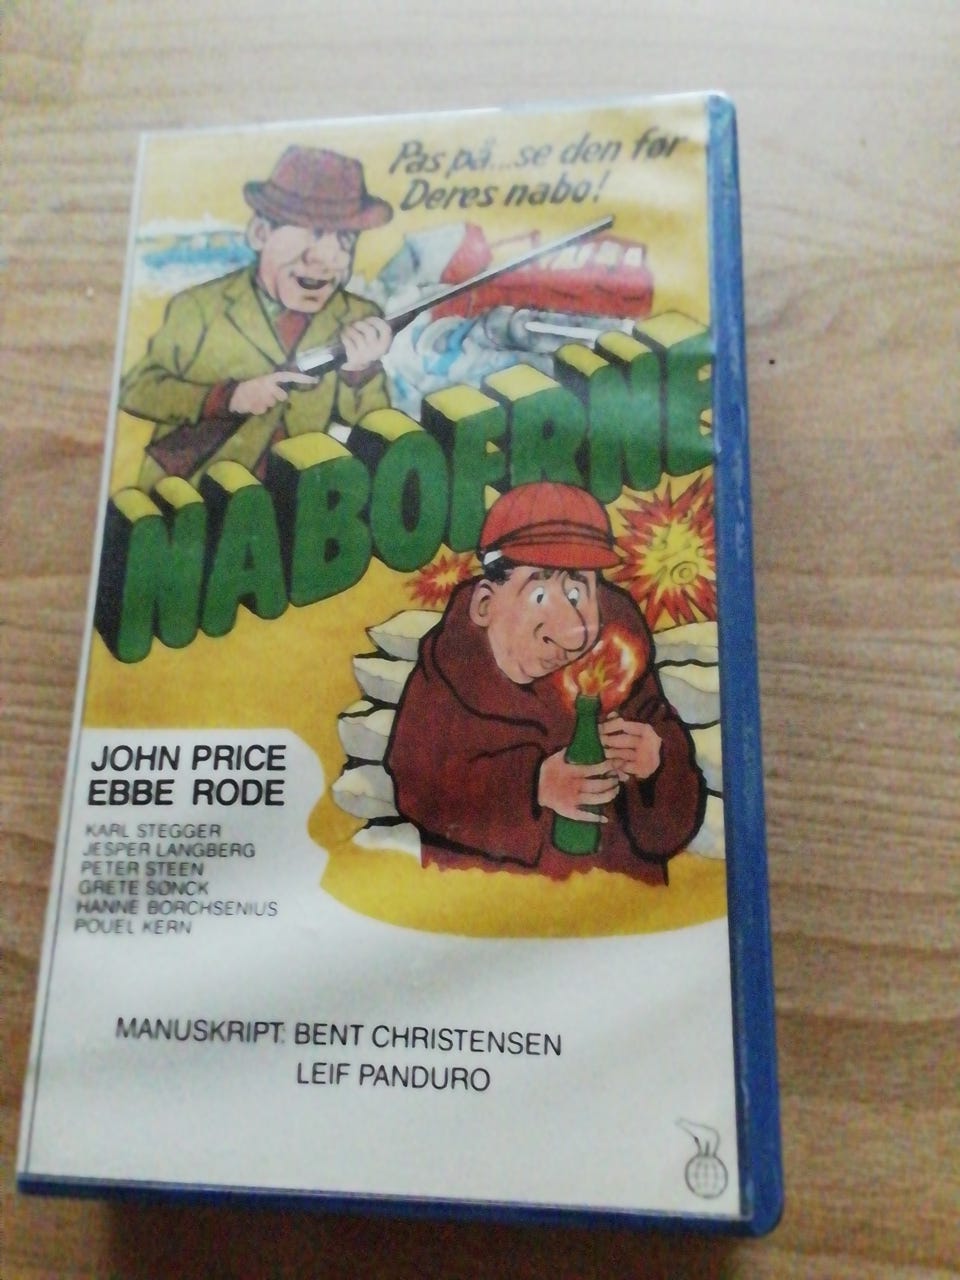 Pas på...se den før
Deres nabo!
NABOERNE
JOHN PRICE
EBBE RODE
KARL STEGGER
JESPER LANGBERG
PETER STEEN
GRETE SØNCK
HANNE BORCHSENIUS
POUEL KERN
MANUSKRIPT: BENT CHRISTENSEN
LEIF PANDURO